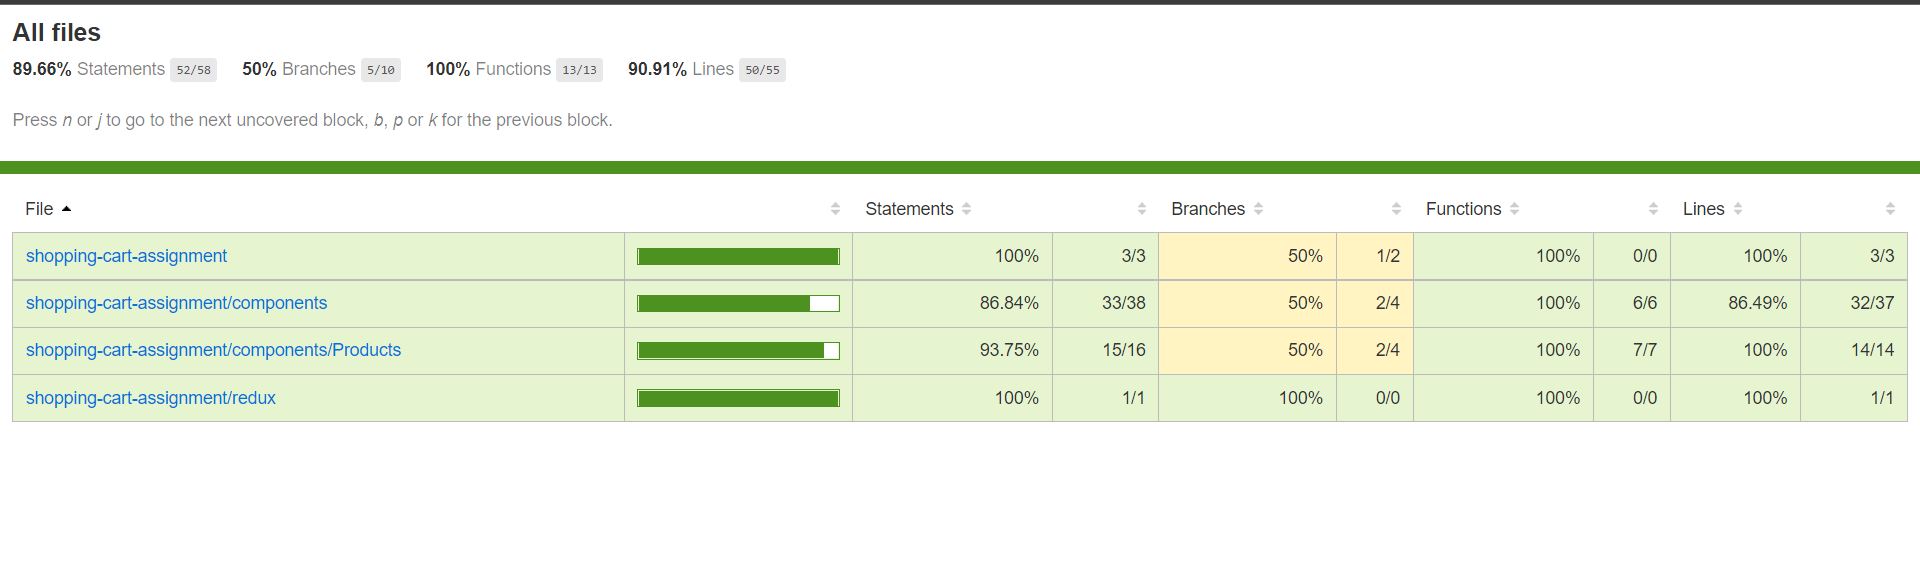 All files
89.66% Statements 52/58 50% Branches 5/10 100% Functions 13/13 90.91% Lines 50/55
Press n or j to go to the next uncovered block, b, p or k for the previous block.
File Statements Branches Functions Lines
shopping-cart-assignment 100% 3/3 50% 1/2 100% 0/0 100% 3/3
shopping-cart-assignment/components 86.84% 33/38 50% 2/4 100% 6/6 86.49% 32/37
shopping-cart-assignment/components/Products 93.75% 15/16 50% 2/4 100% 7/7 100% 14/14
shopping-cart-assignment/redux 100% 1/1 100% 0/0 100% 0/0 100% 1/1